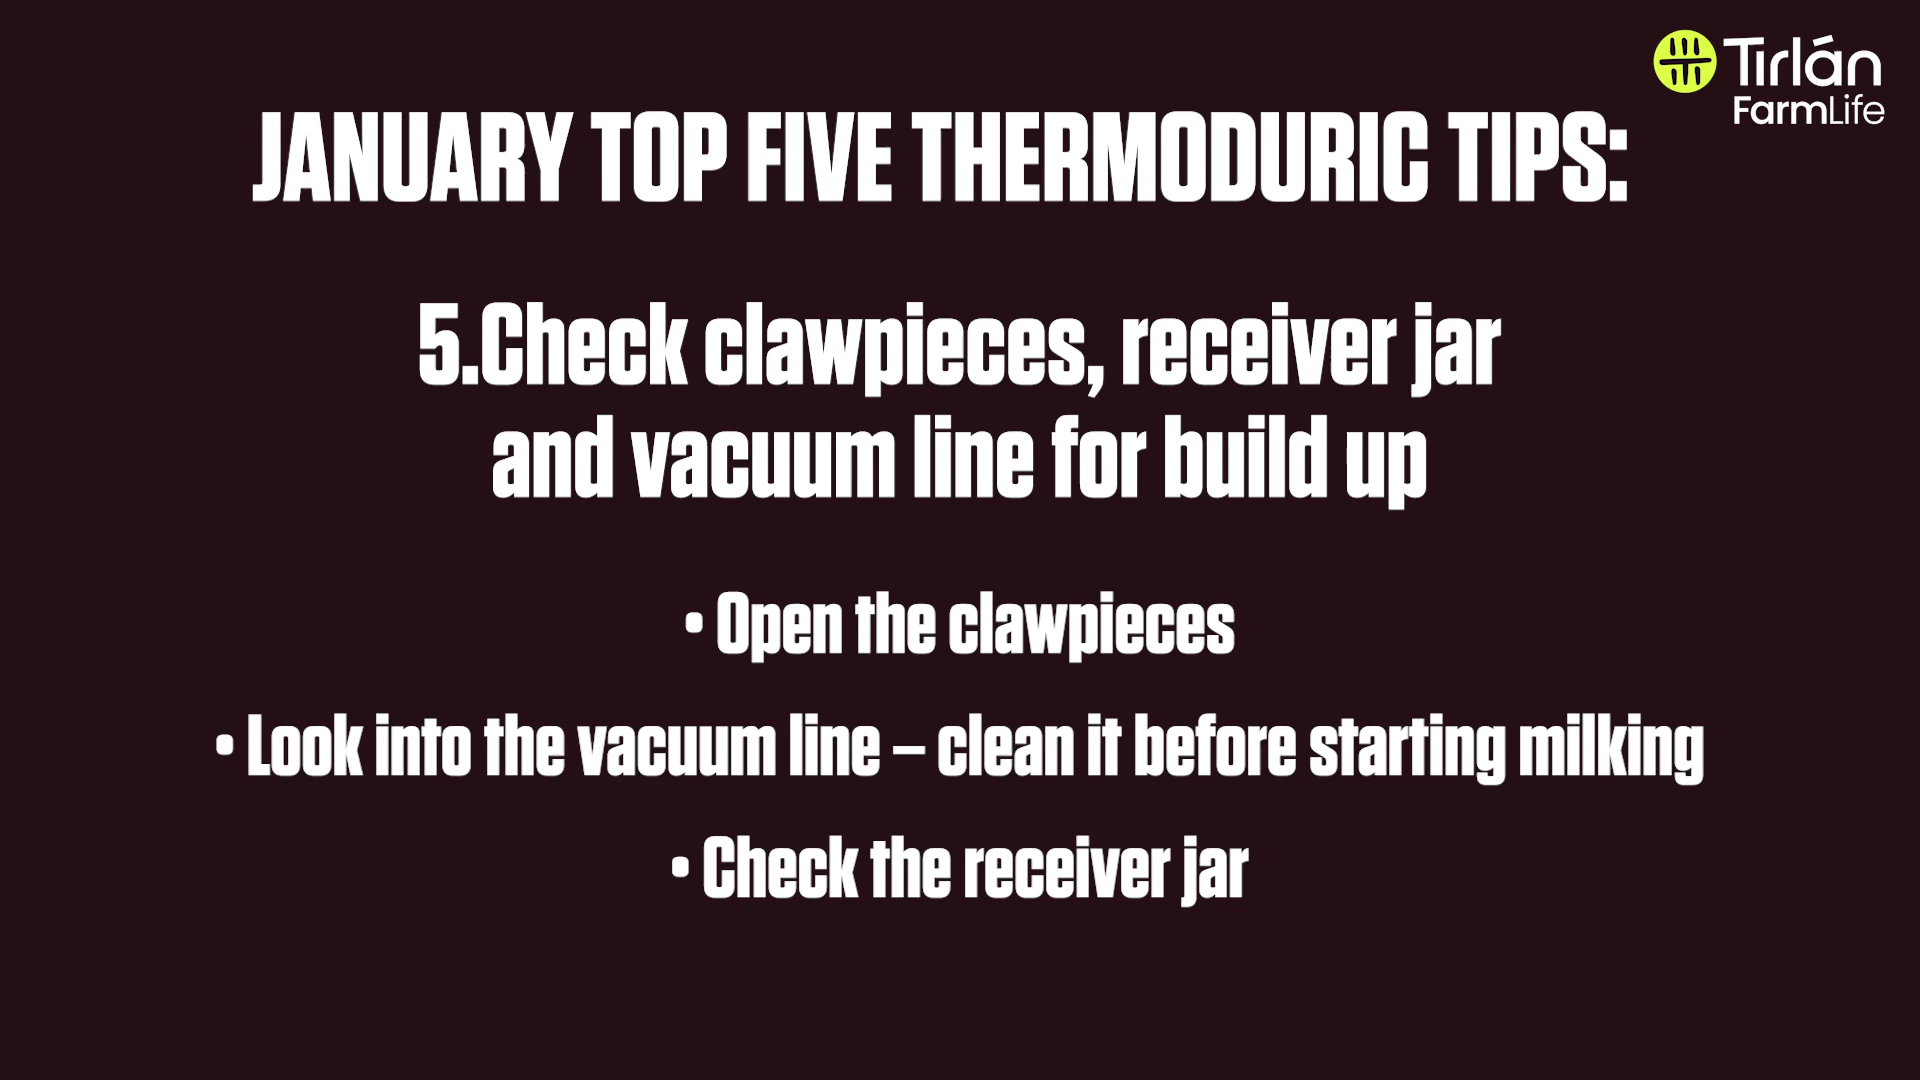 Tirlán
FarmLife
JANUARY TOP FIVE THERMODURIC TIPS:
5.Check clawpieces, receiver jar
and vacuum line for build up
• Open the clawpieces
• Look into the vacuum line – clean it before starting milking
• Check the receiver jar